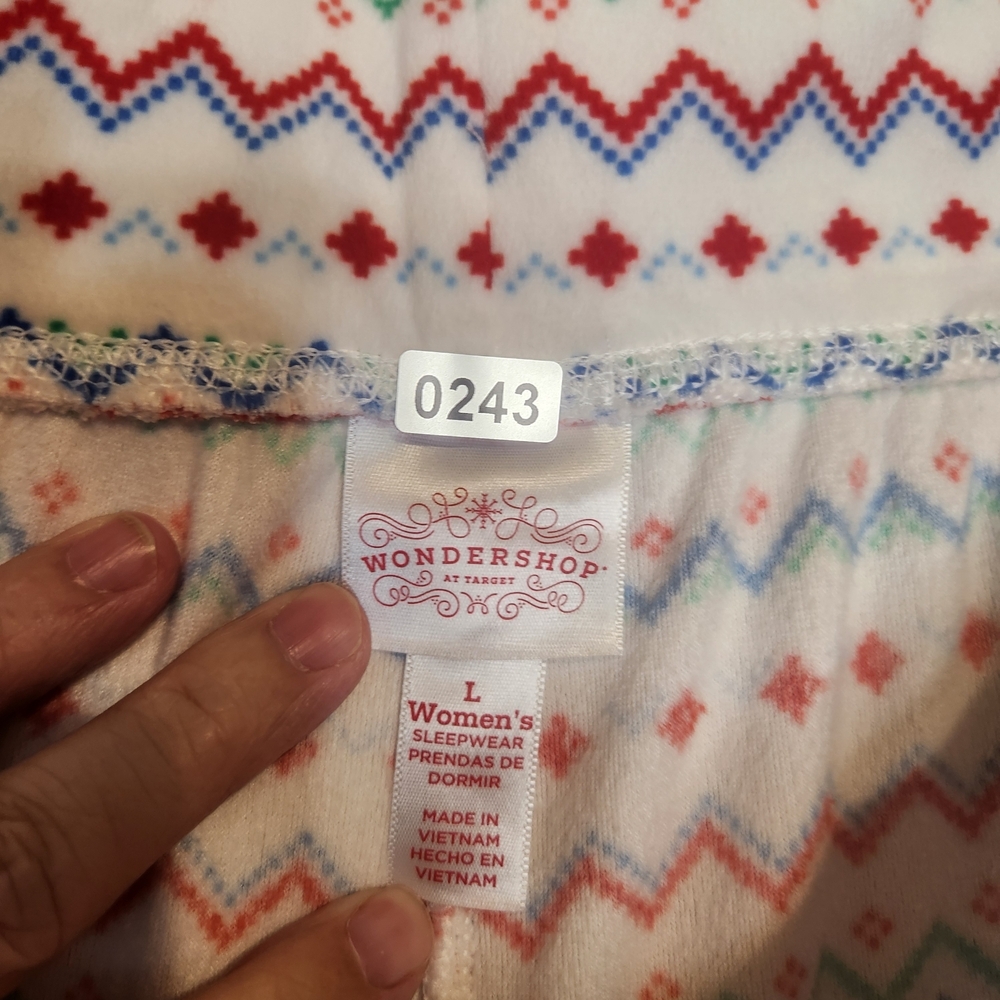 0243
WONDERSHOP
AT TARGET
L
Women's
SLEEPWEAR
PRENDAS DE
DORMIR
MADE IN
VIETNAM
HECHO EN
VIETNAM